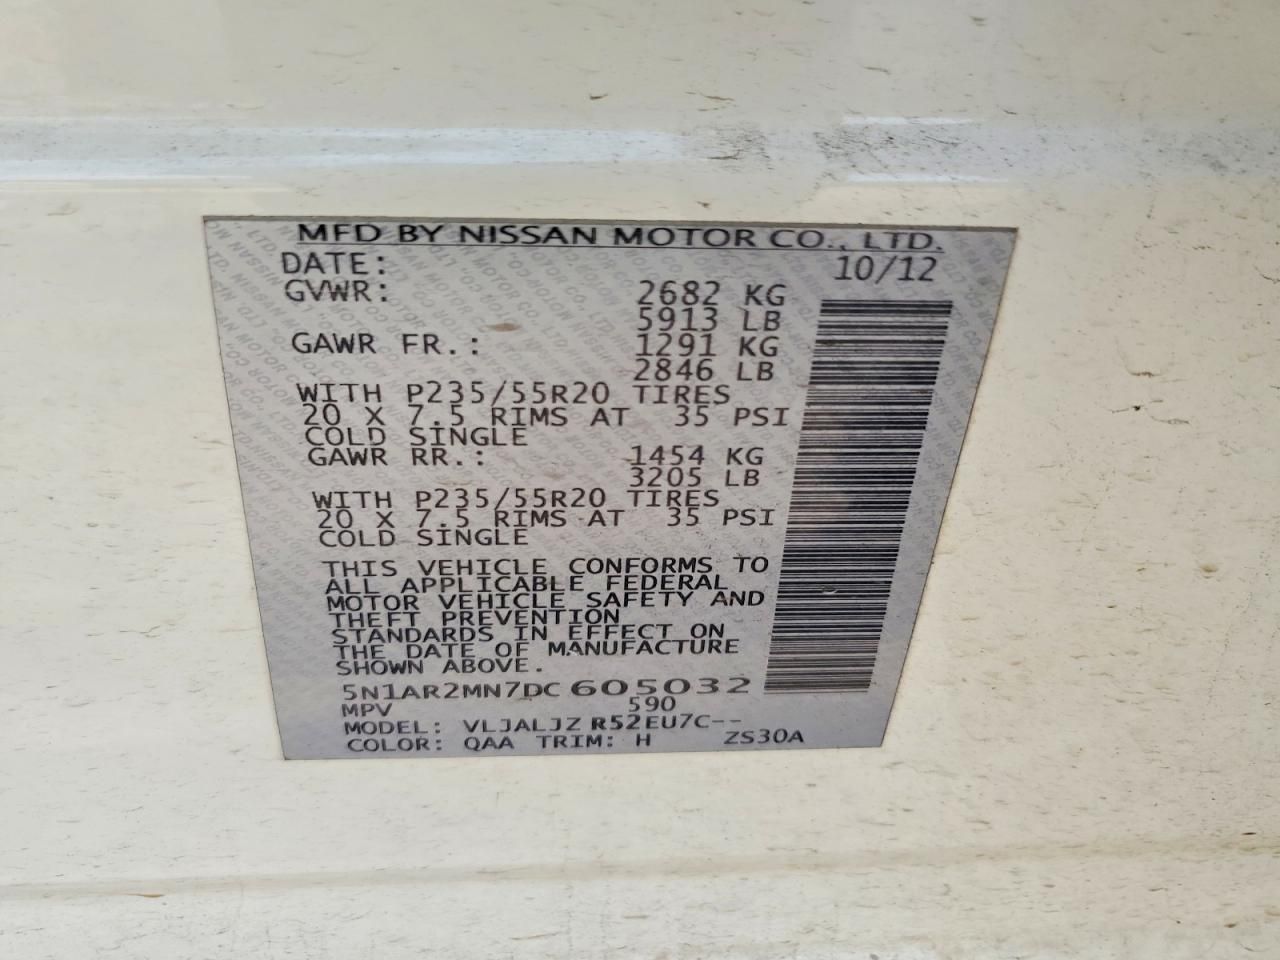 MFD BY NISSAN MOTOR CO., LTD.
DATE: 10/12
GVWR: 2682 KG
5913 LB
GAWR FR.: 1291 KG
2846 LB
WITH P235/55R20 TIRES
20 X 7.5 RIMS AT 35 PSI
COLD SINGLE
GAWR RR.: 1454 KG
3205 LB
WITH P235/55R20 TIRES
20 X 7.5 RIMS AT 35 PSI
COLD SINGLE
THIS VEHICLE CONFORMS TO
ALL APPLICABLE FEDERAL
MOTOR VEHICLE SAFETY AND
THEFT PREVENTION
STANDARDS IN EFFECT ON
THE DATE OF MANUFACTURE
SHOWN ABOVE.
5N1AR2MN7DC605032
MPV 590
MODEL: VLJALJZ R52EU7C--
COLOR: QAA TRIM: H ZS30A